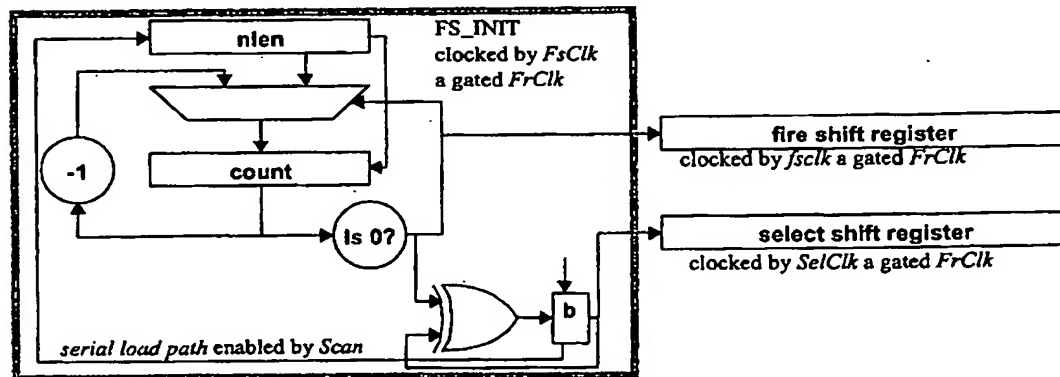 nlen
FS_INIT
clocked by FsClk
a gated FrClk
-1
count
Is 0?
fire shift register
clocked by fsclk a gated FrClk
select shift register
clocked by SelClk a gated FrClk
b
serial load path enabled by Scan